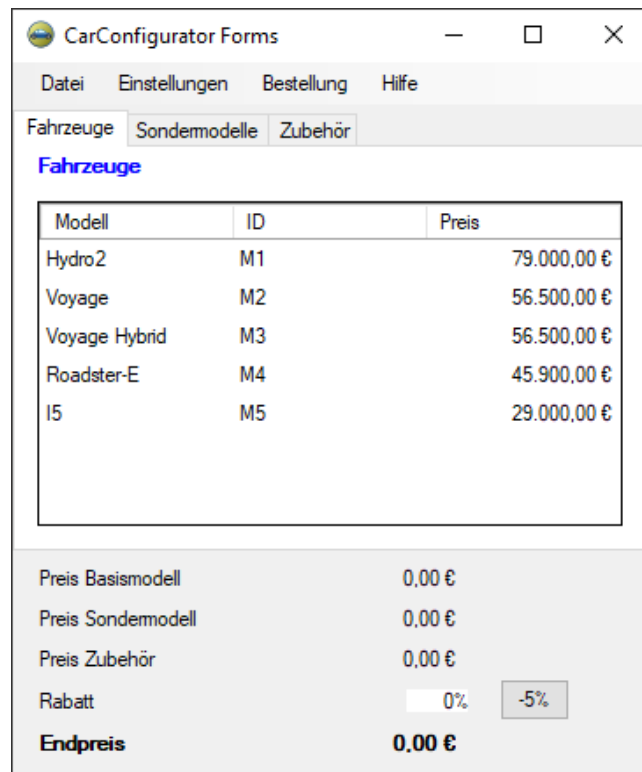 CarConfigurator Forms
Datei Einstellungen Bestellung Hilfe
Fahrzeuge Sondermodelle Zubehör
Fahrzeuge
Modell ID Preis
Hydro2 M1 79.000,00 €
Voyage M2 56.500,00 €
Voyage Hybrid M3 56.500,00 €
Roadster-E M4 45.900,00 €
I5 M5 29.000,00 €
Preis Basismodell 0,00 €
Preis Sondermodell 0,00 €
Preis Zubehör 0,00 €
Rabatt 0% -5%
Endpreis 0,00 €